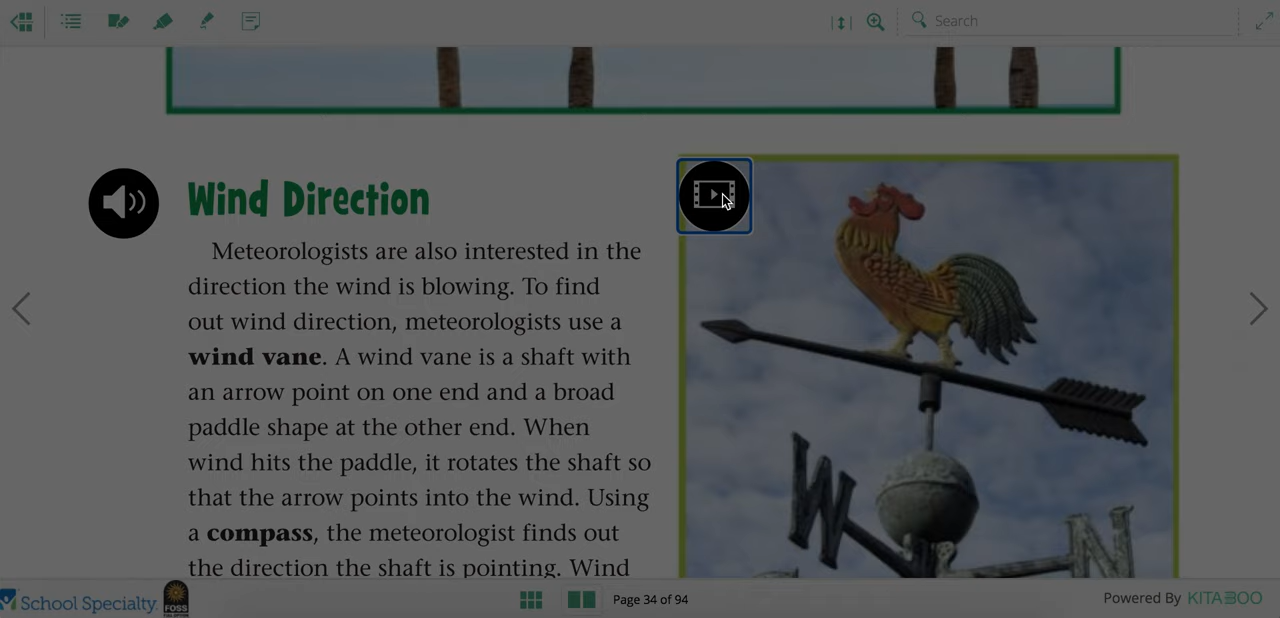 Search
Wind Direction
Meteorologists are also interested in the
direction the wind is blowing. To find
out wind direction, meteorologists use a
wind vane. A wind vane is a shaft with
an arrow point on one end and a broad
paddle shape at the other end. When
wind hits the paddle, it rotates the shaft so
that the arrow points into the wind. Using
a compass, the meteorologist finds out
the direction the shaft is pointing. Wind
W
N
School Specialty.
FOSS
Page 34 of 94
Powered By KITABOO